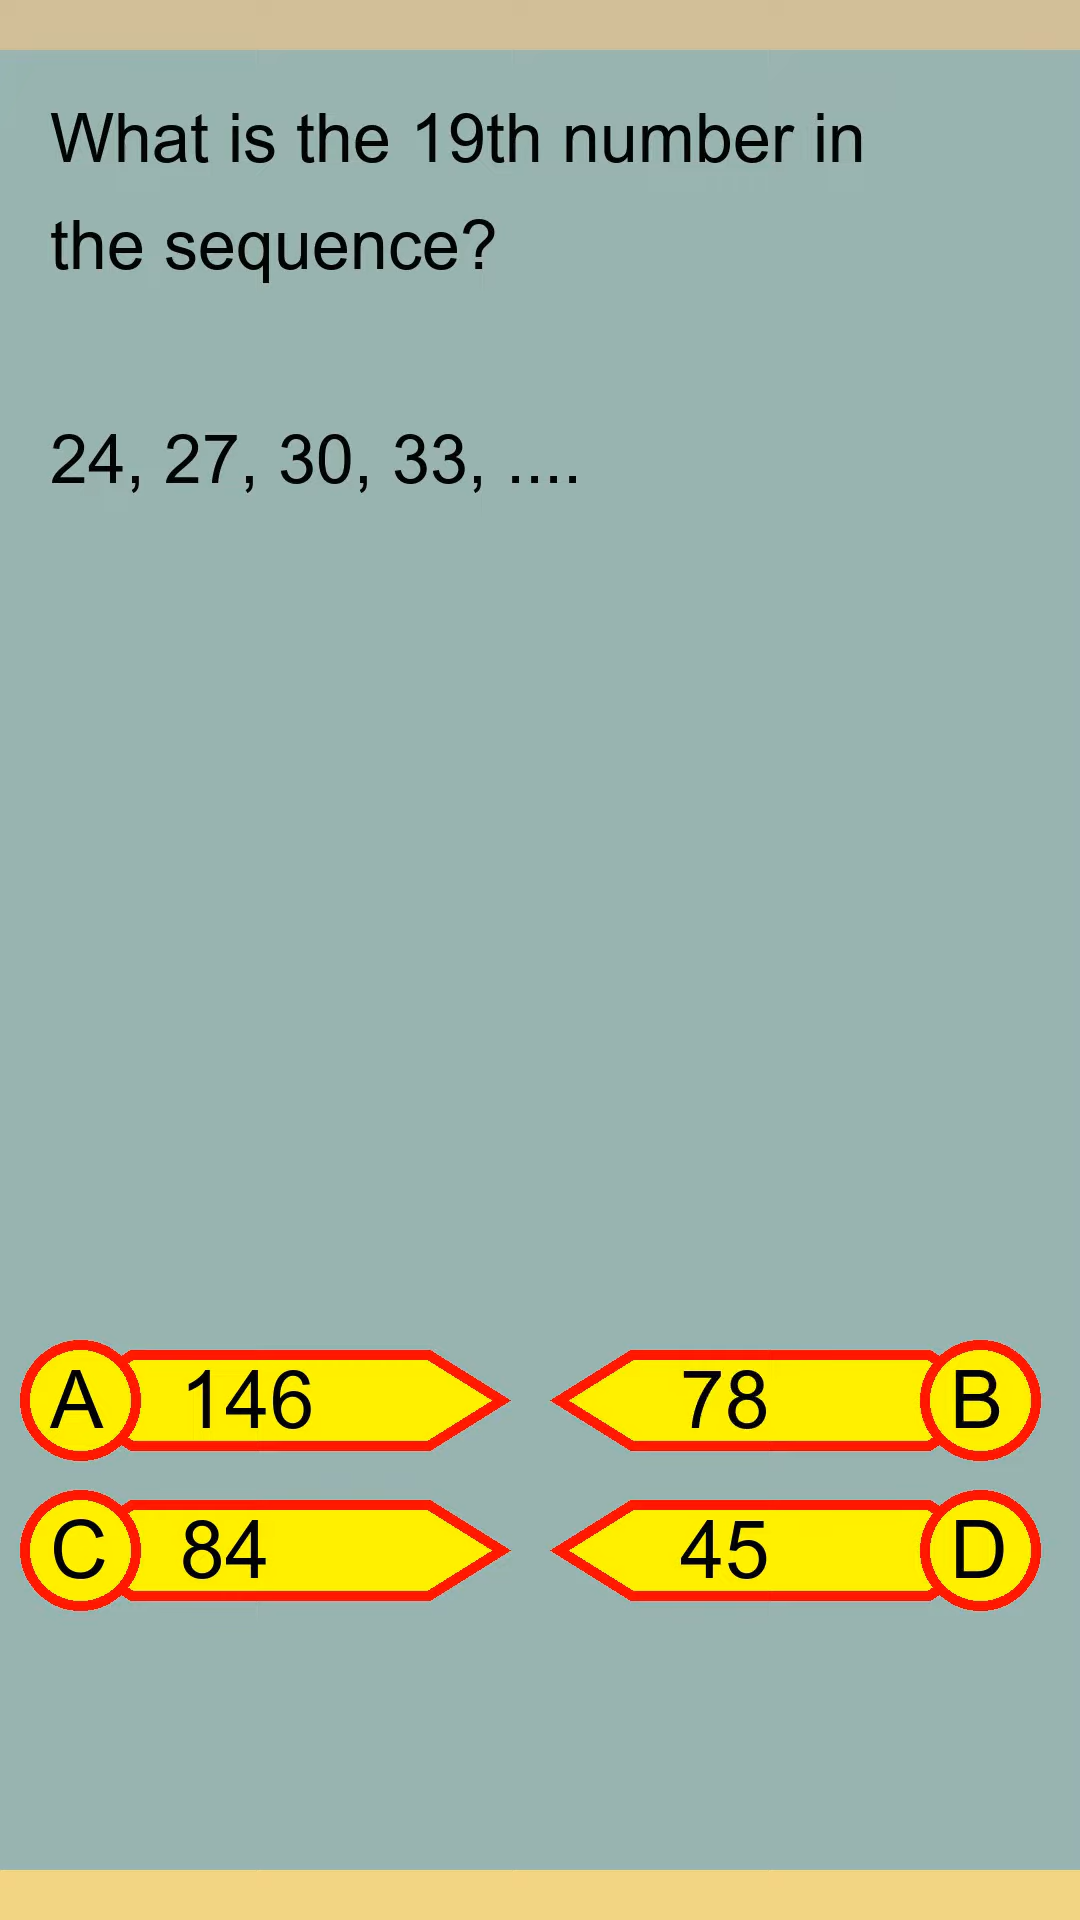 What is the 19th number in
the sequence?
24, 27, 30, 33, ....
A 146 78 B
C 84 45 D